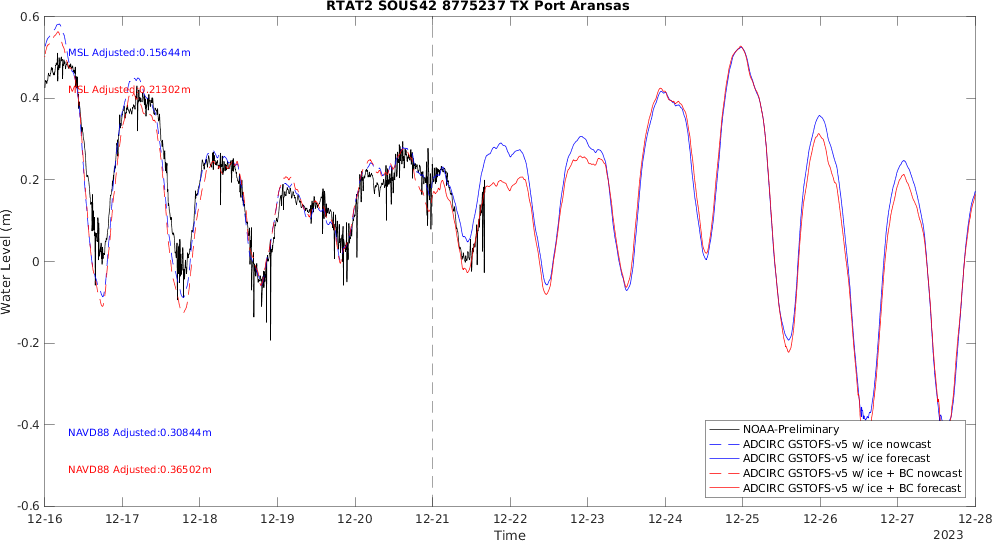 RTAT2 SOUS42 8775237 TX Port Aransas
0.6
0.4
0.2
0
-0.2
-0.4
-0.6
Water Level (m)
MSL Adjusted:0.15644m
MSL Adjusted:0.21302m
NAVD88 Adjusted:0.30844m
NAVD88 Adjusted:0.36502m
NOAA-Preliminary
ADCIRC GSTOFS-v5 w/ ice nowcast
ADCIRC GSTOFS-v5 w/ ice forecast
ADCIRC GSTOFS-v5 w/ ice + BC nowcast
ADCIRC GSTOFS-v5 w/ ice + BC forecast
12-16 12-17 12-18 12-19 12-20 12-21 12-22 12-23 12-24 12-25 12-26 12-27 12-28
Time
2023